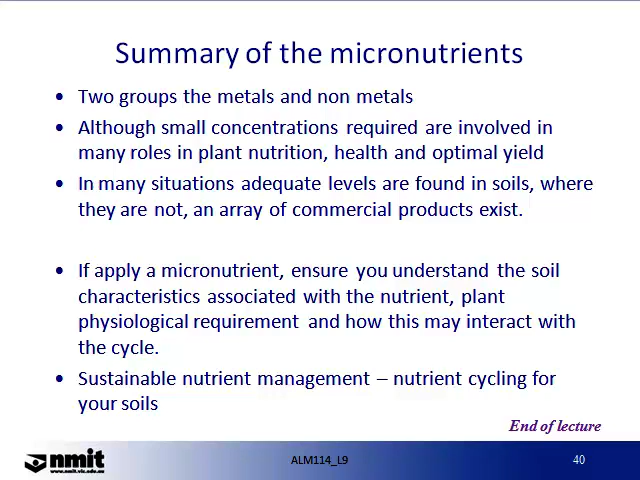 Summary of the micronutrients
• Two groups the metals and non metals
• Although small concentrations required are involved in
many roles in plant nutrition, health and optimal yield
• In many situations adequate levels are found in soils, where
they are not, an array of commercial products exist.
• If apply a micronutrient, ensure you understand the soil
characteristics associated with the nutrient, plant
physiological requirement and how this may interact with
the cycle.
• Sustainable nutrient management – nutrient cycling for
your soils
End of lecture
nmit
www.nmit.vic.edu.au
ALM114_L9
40